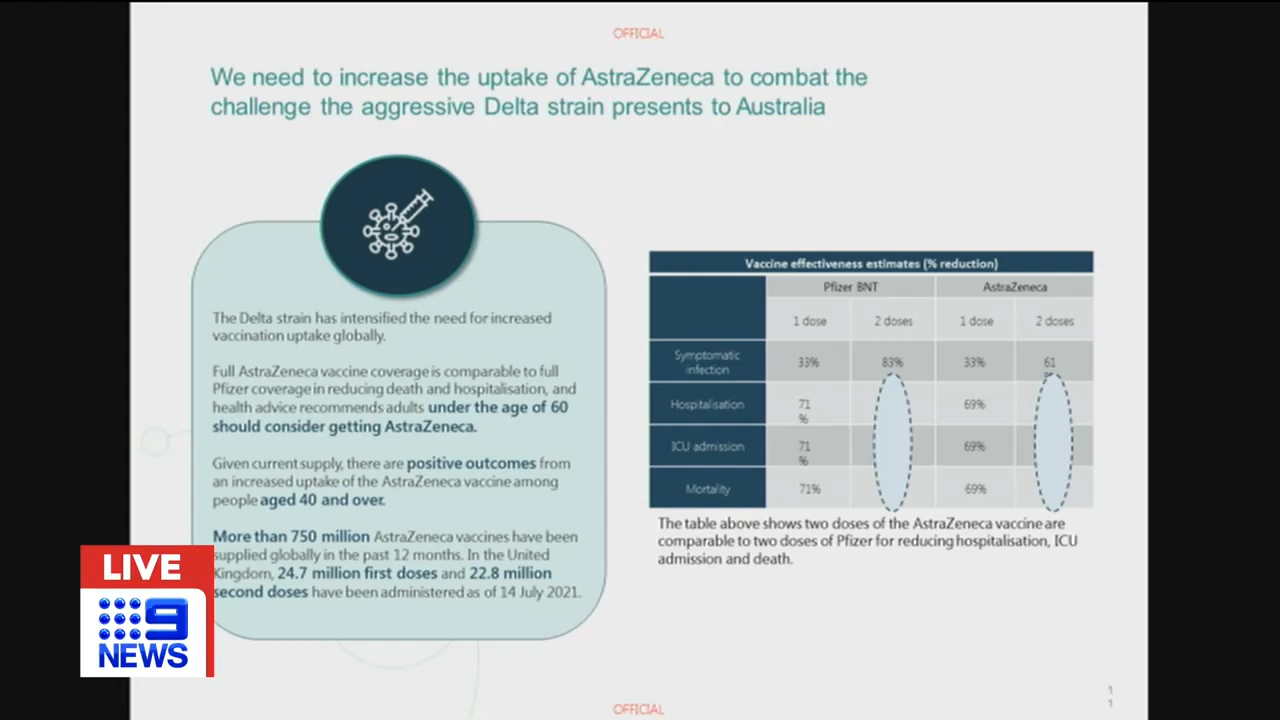 OFFICIAL
We need to increase the uptake of AstraZeneca to combat the
challenge the aggressive Delta strain presents to Australia
The Delta strain has intensified the need for increased
vaccination uptake globally.
Full AstraZeneca vaccine coverage is comparable to full
Pfizer coverage in reducing death and hospitalisation, and
health advice recommends adults under the age of 60
should consider getting AstraZeneca.
Given current supply, there are positive outcomes from
an increased uptake of the AstraZeneca vaccine among
people aged 40 and over.
More than 750 million AstraZeneca vaccines have been
supplied globally in the past 12 months. In the United
Kingdom, 24.7 million first doses and 22.8 million
second doses have been administered as of 14 July 2021.
Vaccine effectiveness estimates (% reduction)
Pfizer BNT AstraZeneca
1 dose 2 doses 1 dose 2 doses
Symptomatic
infection
33% 83% 33% 61
Hospitalisation 71
%
69%
ICU admission 71
%
69%
Mortality 71% 69%
The table above shows two doses of the AstraZeneca vaccine are
comparable to two doses of Pfizer for reducing hospitalisation, ICU
admission and death.
LIVE
9
NEWS
1
1
OFFICIAL